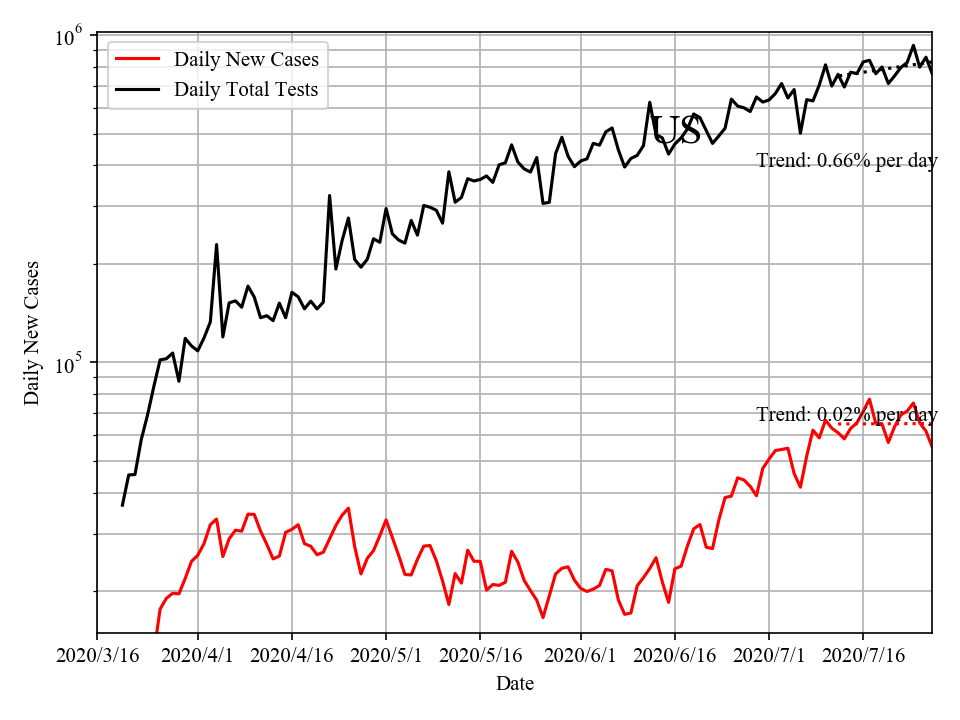 10^6
Daily New Cases
Daily Total Tests
US
Trend: 0.66% per day
10^5
Trend: 0.02% per day
Daily New Cases
2020/3/16 2020/4/1 2020/4/16 2020/5/1 2020/5/16 2020/6/1 2020/6/16 2020/7/1 2020/7/16
Date